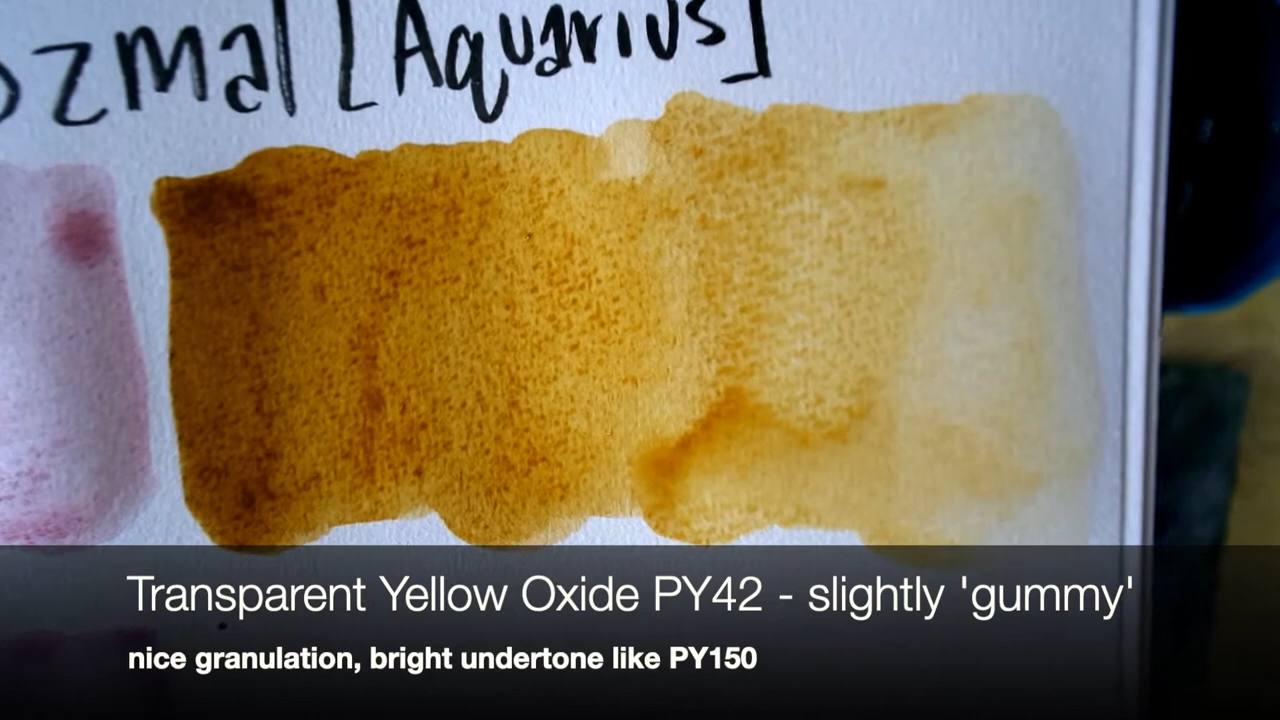 ozmal [Aquarius]
Transparent Yellow Oxide PY42 - slightly 'gummy'
nice granulation, bright undertone like PY150